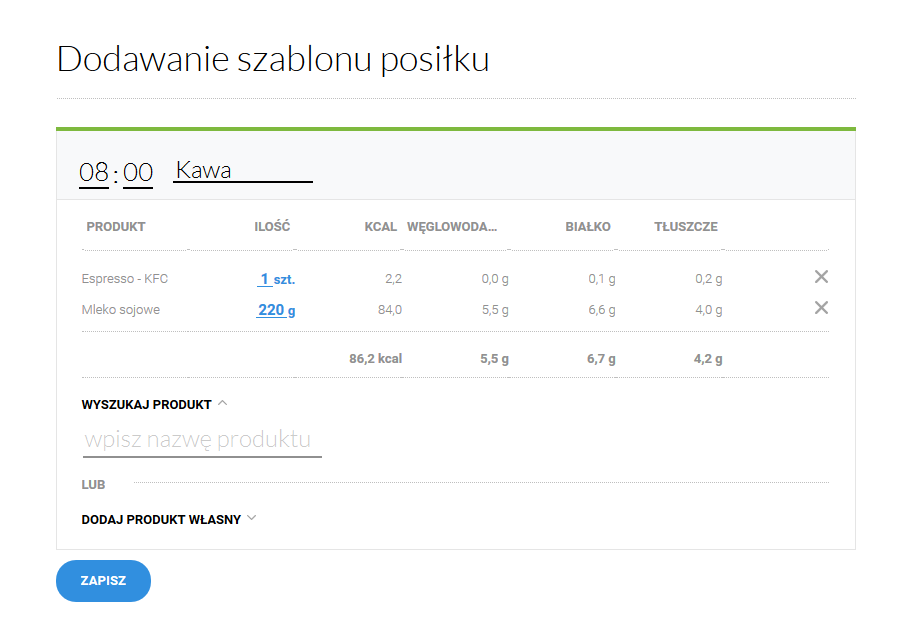 Dodawanie szablonu posiłku
08 : 00 Kawa
PRODUKT ILOŚĆ KCAL WĘGLOWODA... BIAŁKO TŁUSZCZE
Espresso - KFC 1 szt. 2,2 0,0 g 0,1 g 0,2 g
Mleko sojowe 220 g 84,0 5,5 g 6,6 g 4,0 g
86,2 kcal 5,5 g 6,7 g 4,2 g
WYSZUKAJ PRODUKT
wpisz nazwę produktu
LUB
DODAJ PRODUKT WŁASNY
ZAPISZ